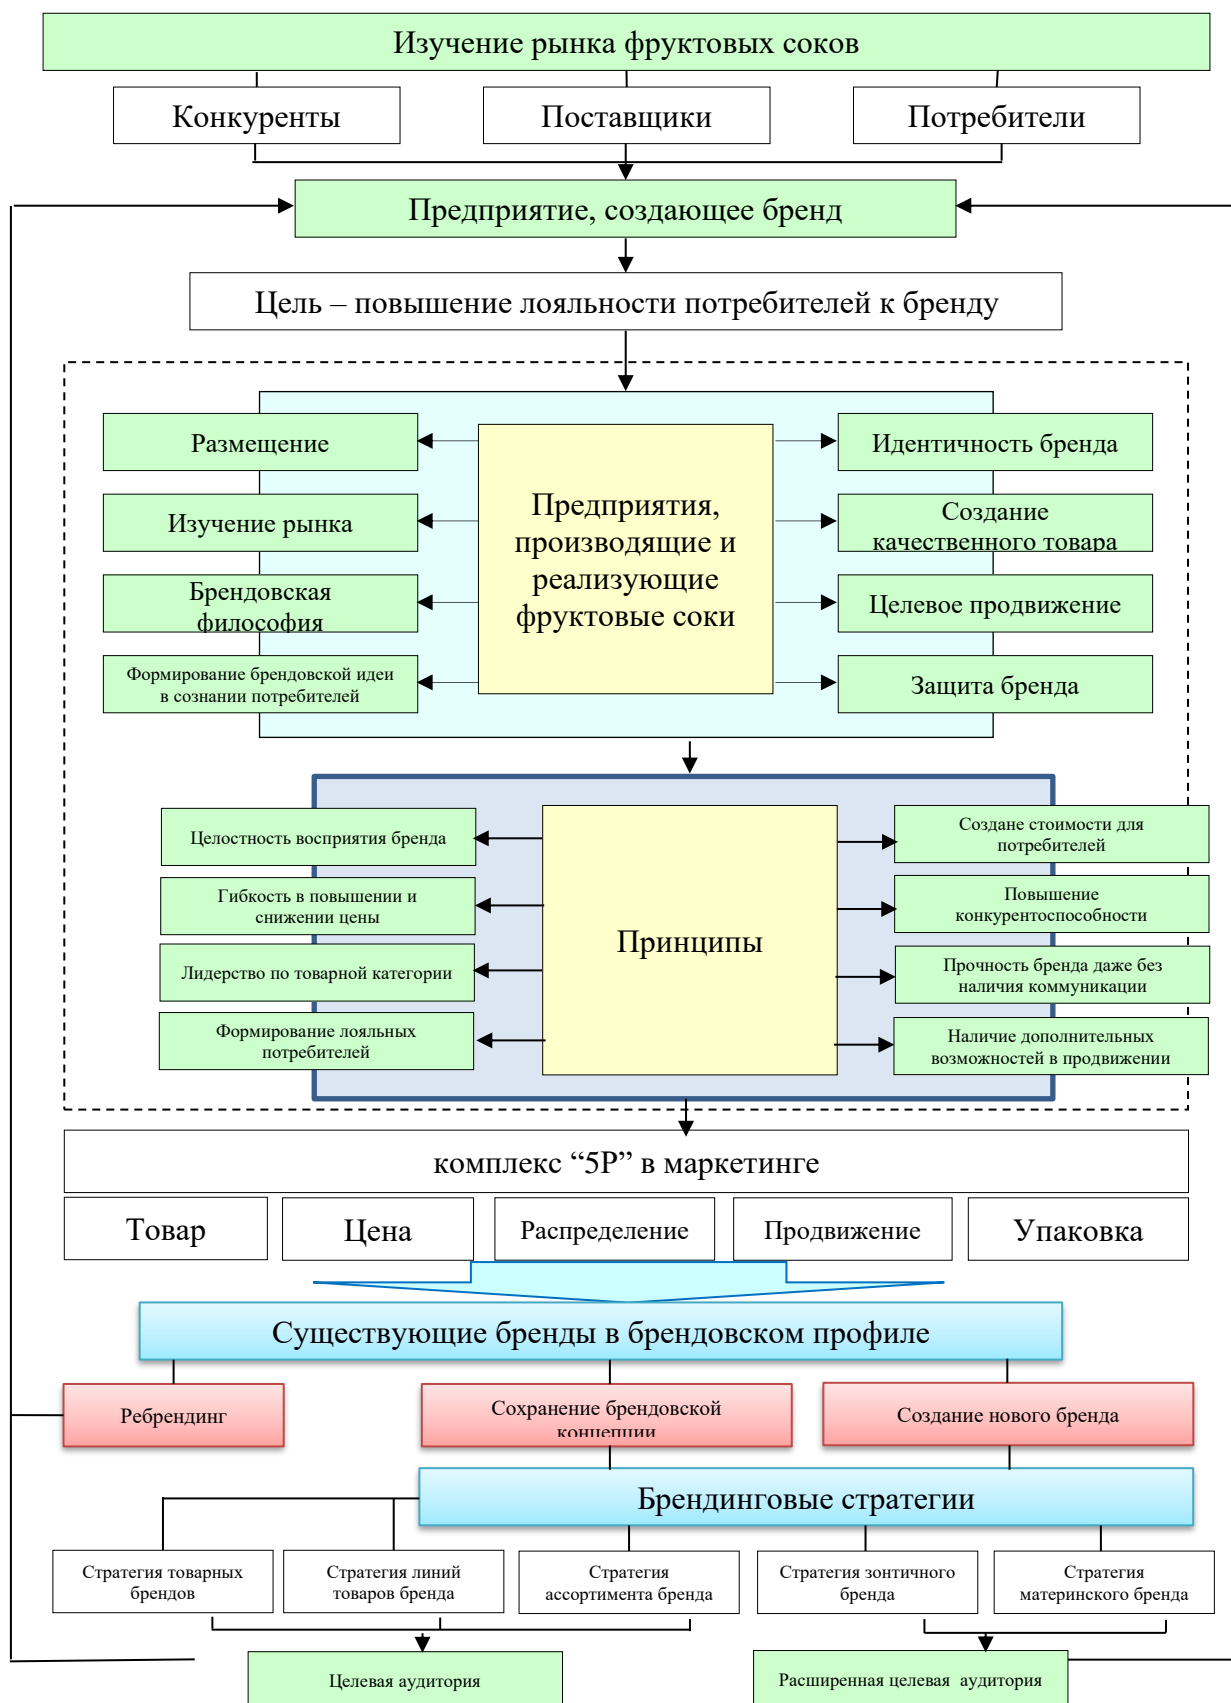 Изучение рынка фруктовых соков
Конкуренты
Поставщики
Потребители
Предприятие, создающее бренд
Цель – повышение лояльности потребителей к бренду
Размещение
Изучение рынка
Брендовская
философия
Формирование брендовской идеи
в сознании потребителей
Предприятия,
производящие и
реализующие
фруктовые соки
Идентичность бренда
Создание
качественного товара
Целевое продвижение
Защита бренда
Целостность восприятия бренда
Гибкость в повышении и
снижении цены
Лидерство по товарной категории
Формирование лояльных
потребителей
Принципы
Создане стоимости для
потребителей
Повышение
конкурентоспособности
Прочность бренда даже без
наличия коммуникации
Наличие дополнительных
возможностей в продвижении
комплекс “5Р” в маркетинге
Товар
Цена
Распределение
Продвижение
Упаковка
Существующие бренды в брендовском профиле
Ребрендинг
Сохранение брендовской
концепции
Создание нового бренда
Брендинговые стратегии
Стратегия товарных
брендов
Стратегия линий
товаров бренда
Стратегия
ассортимента бренда
Стратегия зонтичного
бренда
Стратегия
материнского бренда
Целевая аудитория
Расширенная целевая аудитория